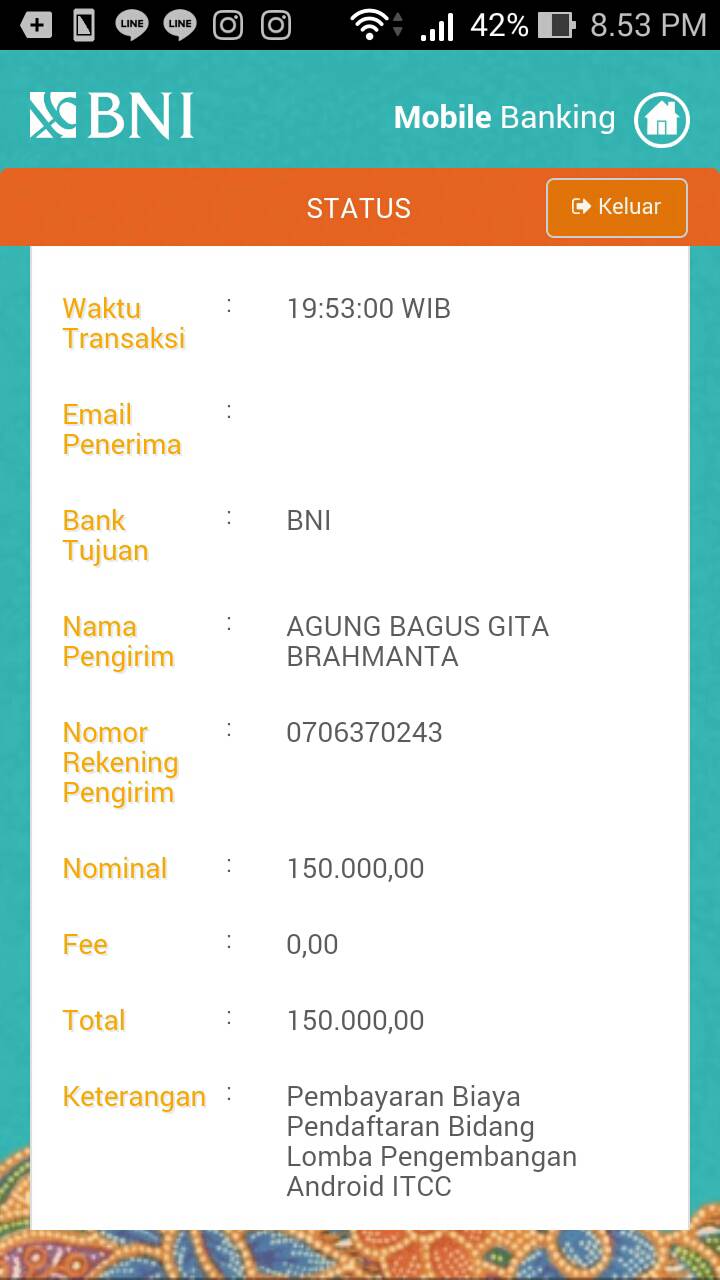 LINE LINE 42% 8.53 PM
BNI Mobile Banking
STATUS Keluar
Waktu : 19:53:00 WIB
Transaksi
Email :
Penerima
Bank : BNI
Tujuan
Nama : AGUNG BAGUS GITA
Pengirim BRAHMANTA
Nomor : 0706370243
Rekening
Pengirim
Nominal : 150.000,00
Fee : 0,00
Total : 150.000,00
Keterangan : Pembayaran Biaya
Pendaftaran Bidang
Lomba Pengembangan
Android ITCC